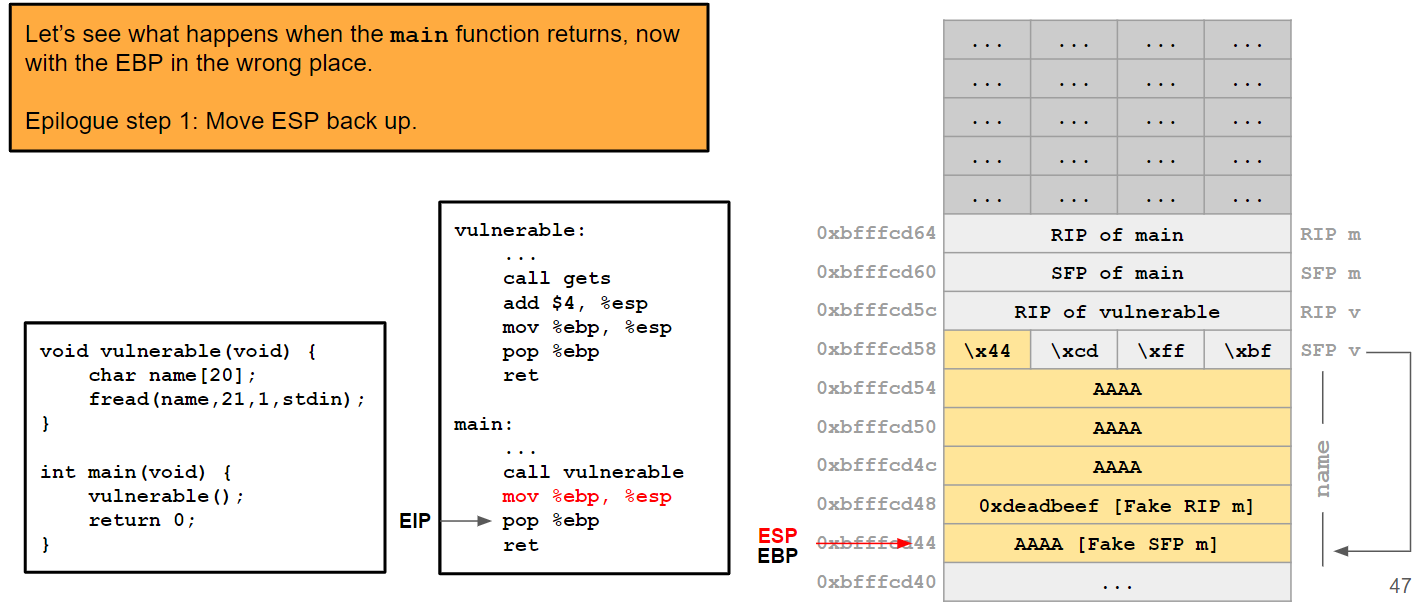 Let’s see what happens when the main function returns, now
with the EBP in the wrong place.
Epilogue step 1: Move ESP back up.
void vulnerable(void) {
    char name[20];
    fread(name,21,1,stdin);
}
int main(void) {
    vulnerable();
    return 0;
}
vulnerable:
    ...
    call gets
    add $4, %esp
    mov %ebp, %esp
    pop %ebp
    ret
main:
    ...
    call vulnerable
    mov %ebp, %esp
    pop %ebp
    ret
EIP
... ... ... ...
... ... ... ...
... ... ... ...
... ... ... ...
... ... ... ...
0xbfffcd64 RIP of main RIP m
0xbfffcd60 SFP of main SFP m
0xbfffcd5c RIP of vulnerable RIP v
0xbfffcd58 \x44 \xcd \xff \xbf SFP v
0xbfffcd54 AAAA
0xbfffcd50 AAAA
0xbfffcd4c AAAA
name
0xbfffcd48 0xdeadbeef [Fake RIP m]
ESP
EBP
0xbfffcd44 AAAA [Fake SFP m]
0xbfffcd40 ...
47